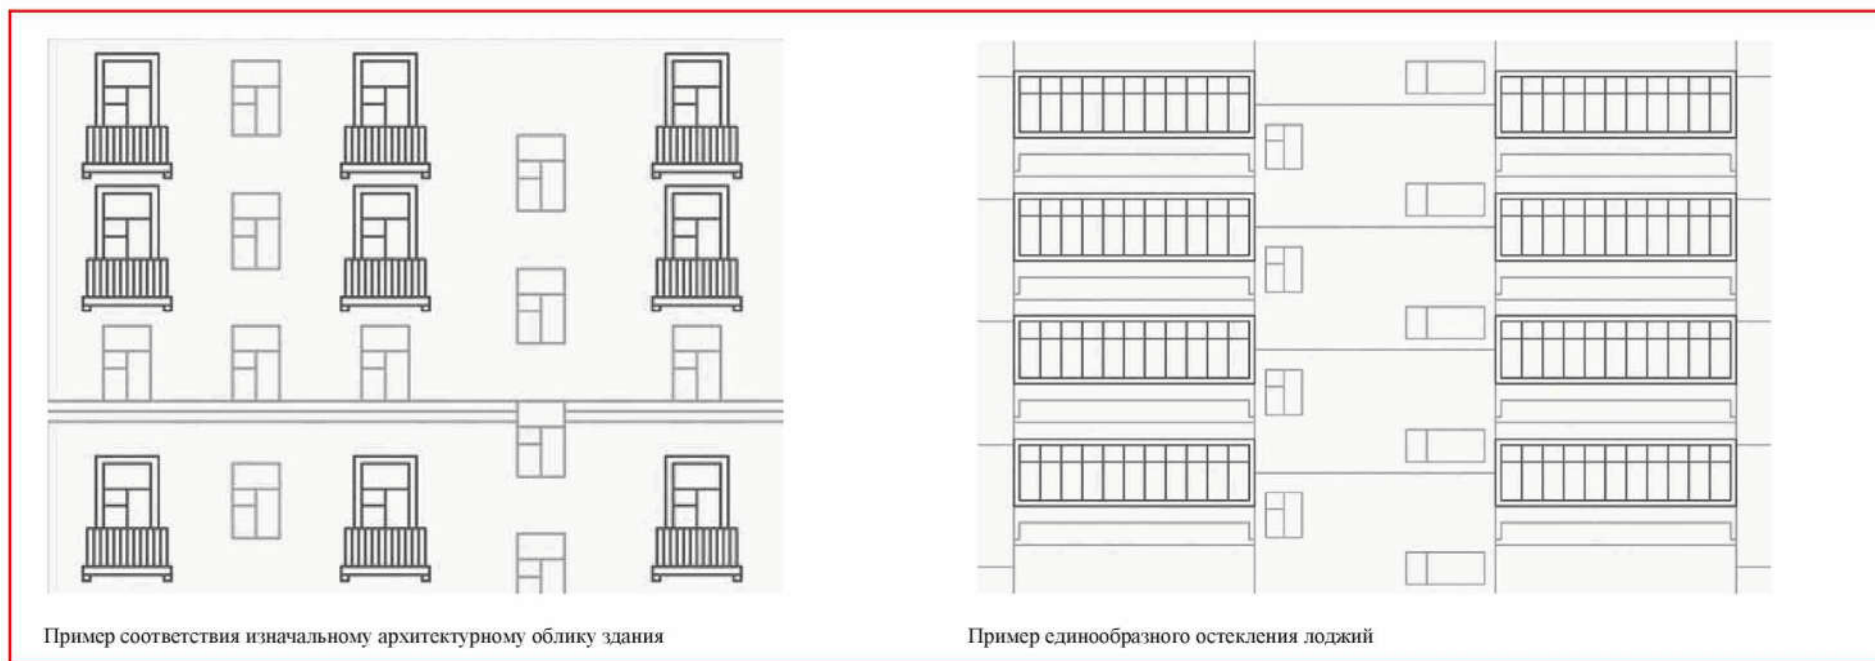 Пример соответствия изначальному архитектурному облику здания
Пример единообразного остекления лоджий